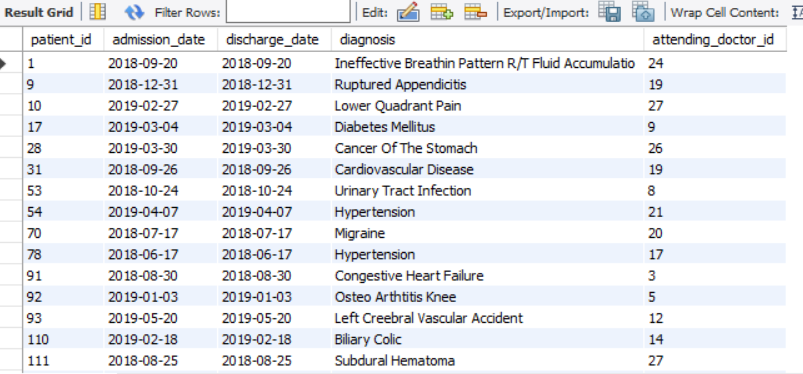 Result Grid Filter Rows: Edit: Export/Import: Wrap Cell Content:
patient_id admission_date discharge_date diagnosis attending_doctor_id
1 2018-09-20 2018-09-20 Ineffective Breathin Pattern R/T Fluid Accumulatio 24
9 2018-12-31 2018-12-31 Ruptured Appendicitis 19
10 2019-02-27 2019-02-27 Lower Quadrant Pain 27
17 2019-03-04 2019-03-04 Diabetes Mellitus 9
28 2019-03-30 2019-03-30 Cancer Of The Stomach 26
31 2018-09-26 2018-09-26 Cardiovascular Disease 19
53 2018-10-24 2018-10-24 Urinary Tract Infection 8
54 2019-04-07 2019-04-07 Hypertension 21
70 2018-07-17 2018-07-17 Migraine 20
78 2018-06-17 2018-06-17 Hypertension 17
91 2018-08-30 2018-08-30 Congestive Heart Failure 3
92 2019-01-03 2019-01-03 Osteo Arthtitis Knee 5
93 2019-05-20 2019-05-20 Left Creebral Vascular Accident 12
110 2019-02-18 2019-02-18 Biliary Colic 14
111 2018-08-25 2018-08-25 Subdural Hematoma 27